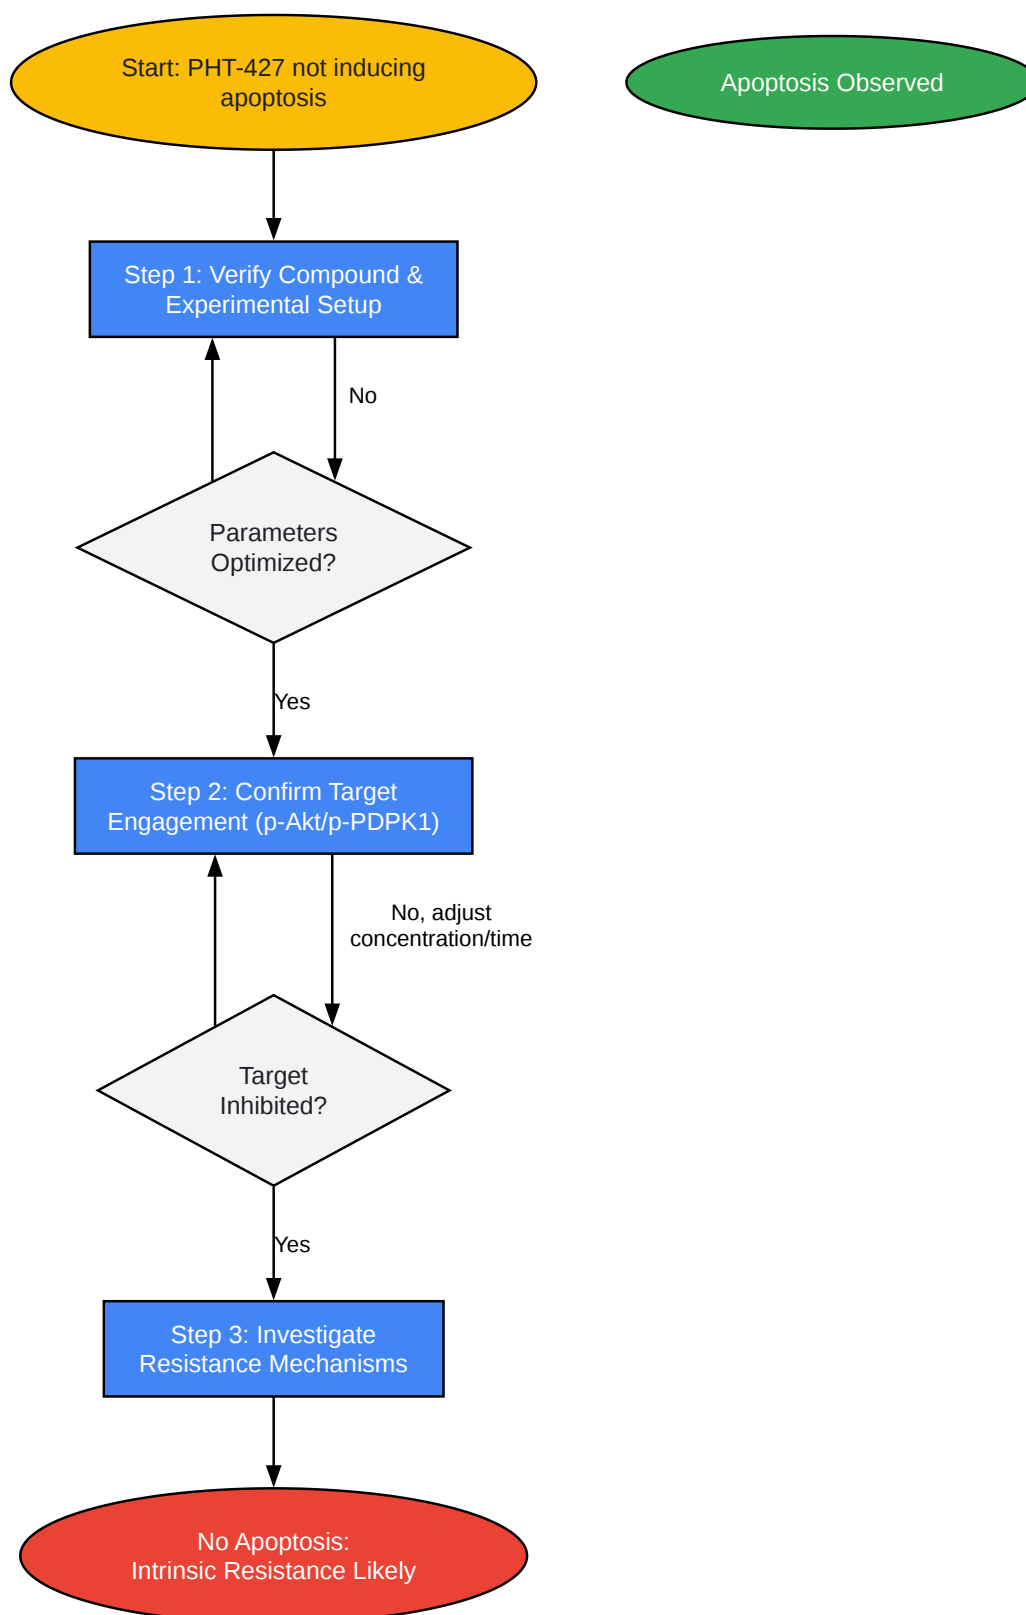 Start: PHT-427 not inducing
apoptosis
Apoptosis Observed
Step 1: Verify Compound &
Experimental Setup
No
Parameters
Optimized?
Yes
Step 2: Confirm Target
Engagement (p-Akt/p-PDPK1)
No, adjust
concentration/time
Target
Inhibited?
Yes
Step 3: Investigate
Resistance Mechanisms
No Apoptosis:
Intrinsic Resistance Likely